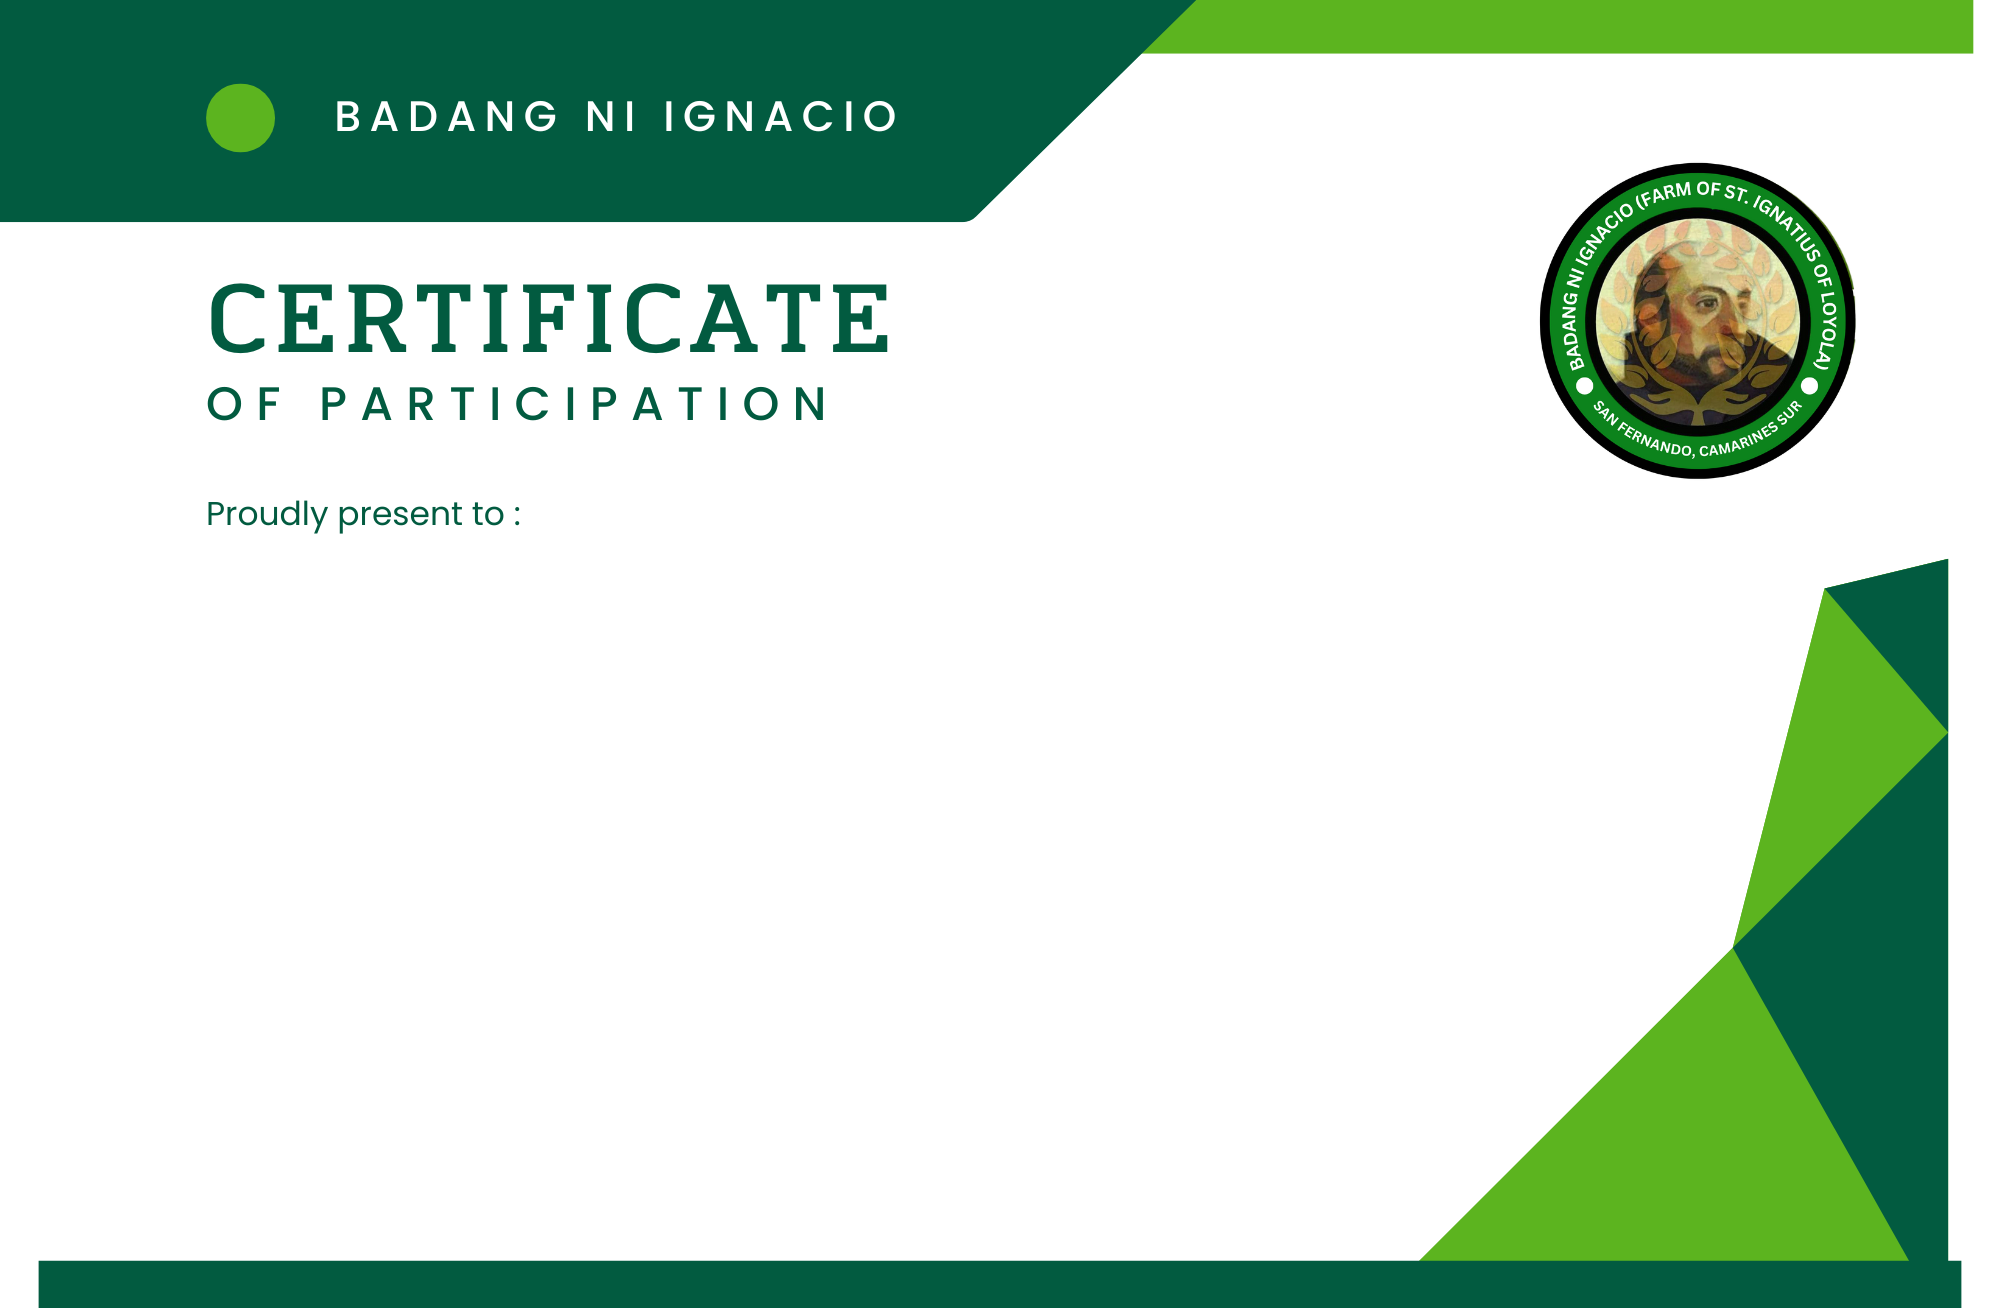 BADANG NI IGNACIO
BADANG NI IGNACIO (FARM OF ST. IGNATIUS OF LOYOLA)
SAN FERNANDO, CAMARINES SUR
CERTIFICATE
OF PARTICIPATION
Proudly present to :